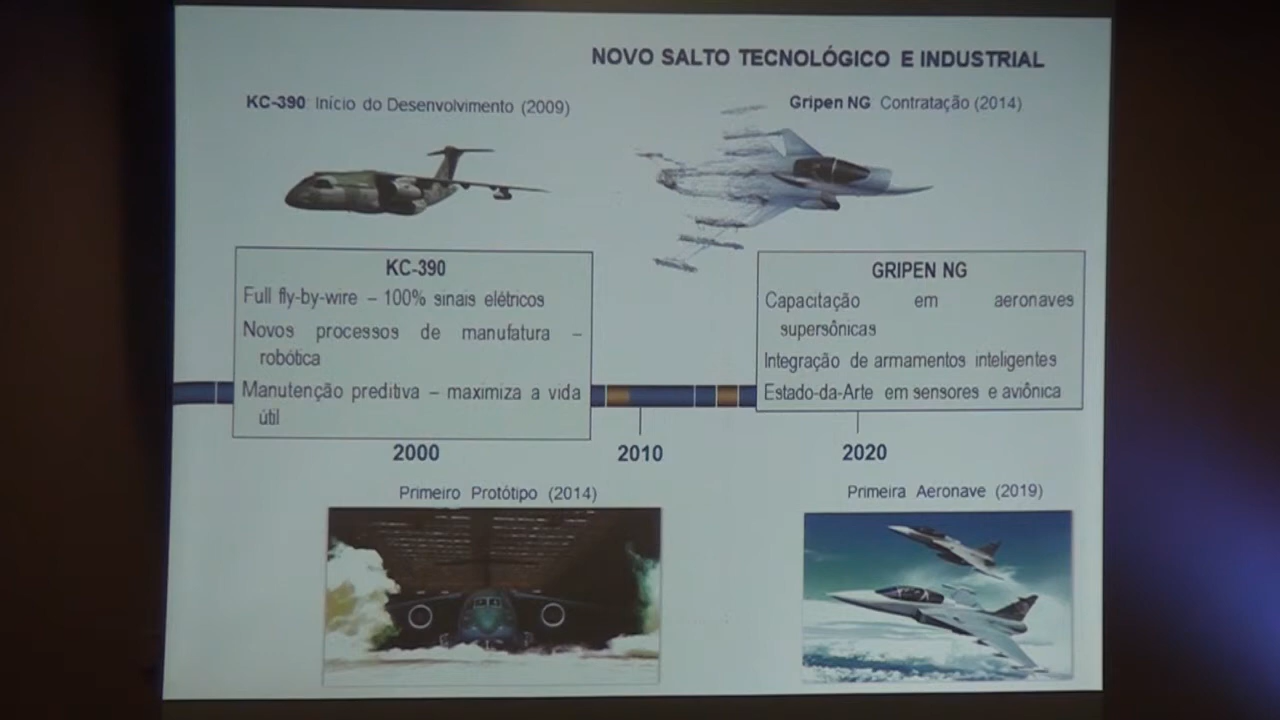 NOVO SALTO TECNOLÓGICO E INDUSTRIAL
KC-390 Início do Desenvolvimento (2009)
Gripen NG Contratação (2014)
KC-390
Full fly-by-wire – 100% sinais elétricos
Novos processos de manufatura –
robótica
Manutenção preditiva – maximiza a vida
útil
GRIPEN NG
Capacitação em aeronaves
supersônicas
Integração de armamentos inteligentes
Estado-da-Arte em sensores e aviônica
2000
2010
2020
Primeiro Protótipo (2014)
Primeira Aeronave (2019)